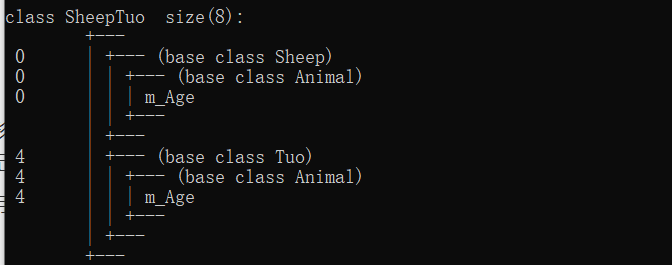 class SheepTuo  size(8):
        +---
 0      | +--- (base class Sheep)
 0      | | +--- (base class Animal)
 0      | | | m_Age
        | | +---
        | +---
 4      | +--- (base class Tuo)
 4      | | +--- (base class Animal)
 4      | | | m_Age
        | | +---
        | +---
        +---